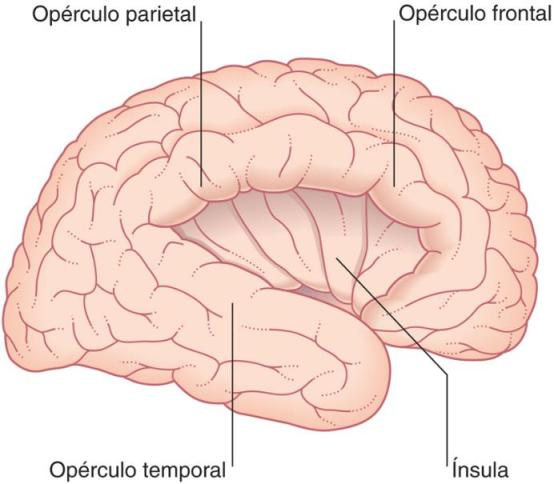 Opérculo parietal
Opérculo frontal
Opérculo temporal
Ínsula